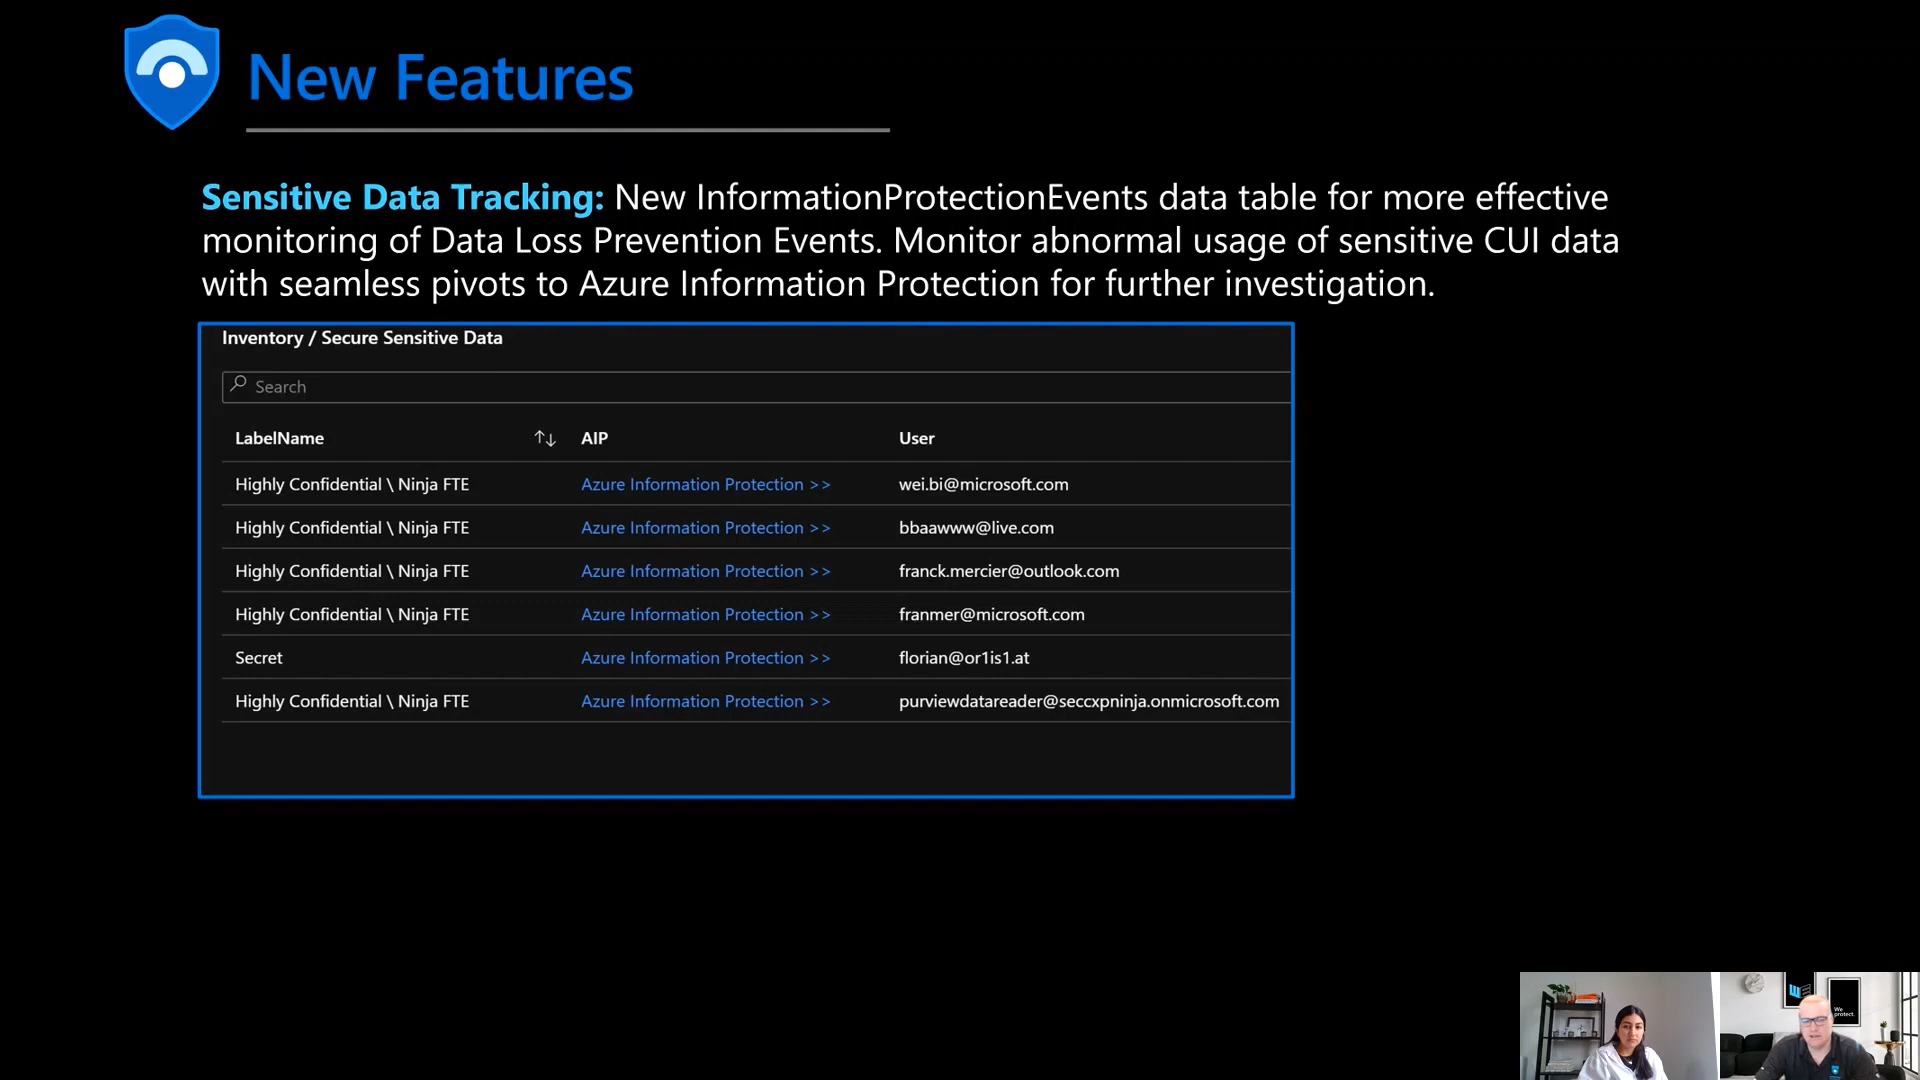 New Features
Sensitive Data Tracking: New InformationProtectionEvents data table for more effective
monitoring of Data Loss Prevention Events. Monitor abnormal usage of sensitive CUI data
with seamless pivots to Azure Information Protection for further investigation.
Inventory / Secure Sensitive Data
Search
LabelName AIP User
Highly Confidential \ Ninja FTE Azure Information Protection >> wei.bi@microsoft.com
Highly Confidential \ Ninja FTE Azure Information Protection >> bbaawww@live.com
Highly Confidential \ Ninja FTE Azure Information Protection >> franck.mercier@outlook.com
Highly Confidential \ Ninja FTE Azure Information Protection >> franmer@microsoft.com
Secret Azure Information Protection >> florian@or1is1.at
Highly Confidential \ Ninja FTE Azure Information Protection >> purviewdatareader@seccxpninja.onmicrosoft.com
We
protect.